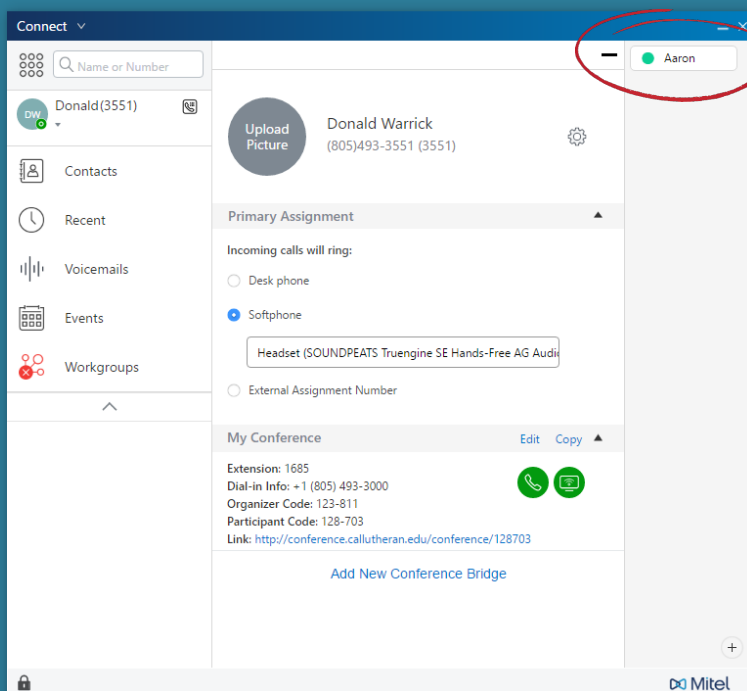 Connect
Name or Number
Aaron
DW
Donald (3551)
Upload
Picture
Donald Warrick
(805)493-3551 (3551)
Contacts
Recent
Voicemails
Events
Workgroups
Primary Assignment
Incoming calls will ring:
Desk phone
Softphone
Headset (SOUNDPEATS Truengine SE Hands-Free AG Audi
External Assignment Number
My Conference
Edit Copy
Extension: 1685
Dial-in Info: +1 (805) 493-3000
Organizer Code: 123-811
Participant Code: 128-703
Link: http://conference.callutheran.edu/conference/128703
Add New Conference Bridge
Mitel